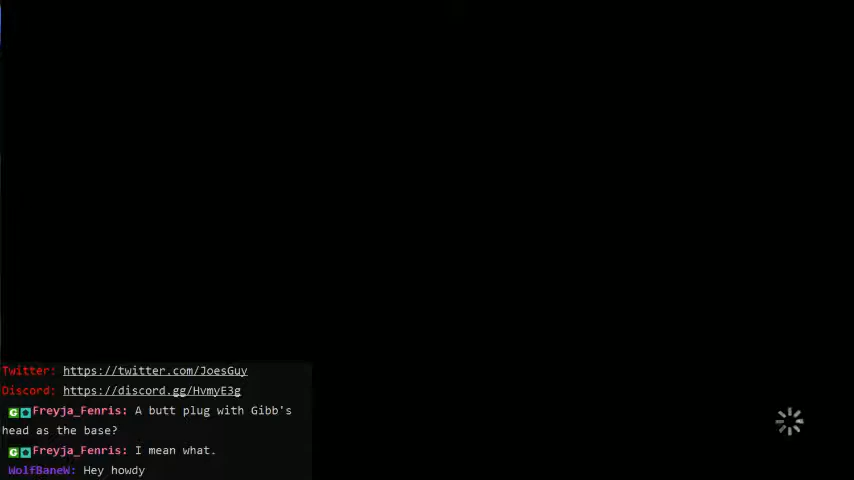 Twitter: https://twitter.com/JoesGuy
Discord: https://discord.gg/HvmyE3g
G Freyja_Fenris: A butt plug with Gibb's
head as the base?
G Freyja_Fenris: I mean what.
WolfBaneW: Hey howdy